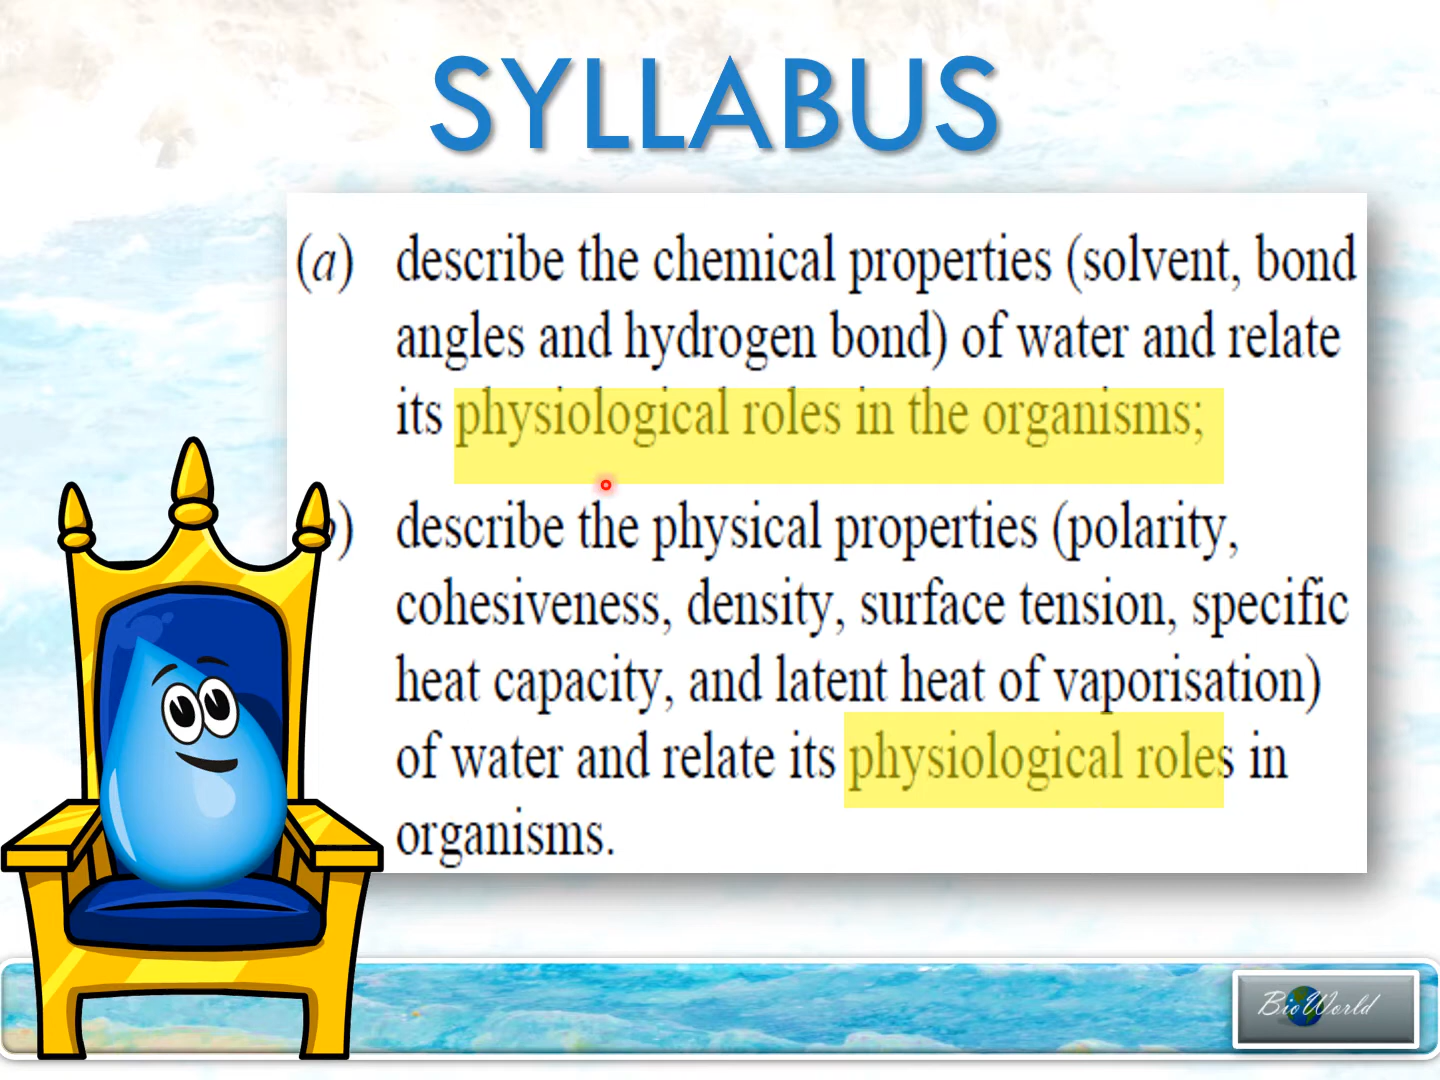 SYLLABUS
(a) describe the chemical properties (solvent, bond
angles and hydrogen bond) of water and relate
its physiological roles in the organisms;
) describe the physical properties (polarity,
cohesiveness, density, surface tension, specific
heat capacity, and latent heat of vaporisation)
of water and relate its physiological roles in
organisms.
BioWorld